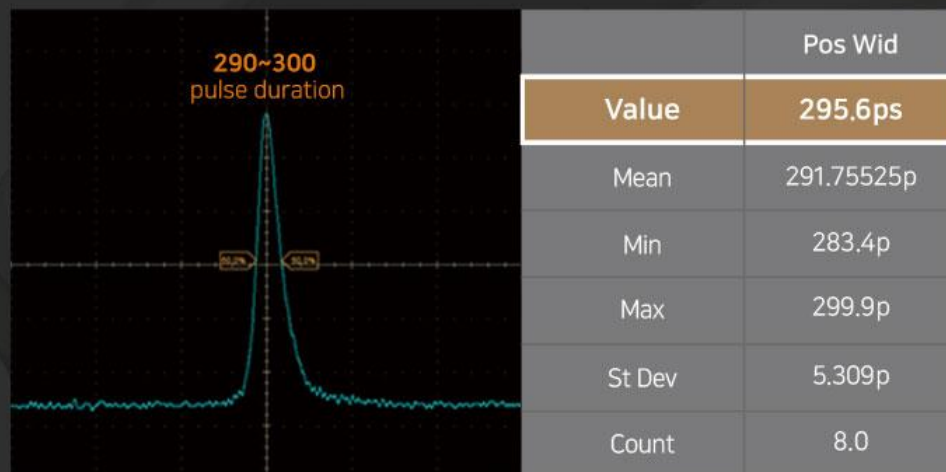 290~300
pulse duration
Pos Wid
Value 295.6ps
Mean 291.75525p
Min 283.4p
Max 299.9p
St Dev 5.309p
Count 8.0